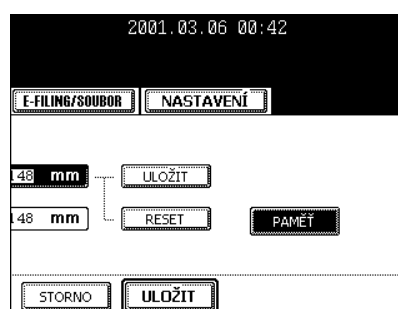 2001.03.06 00:42
E-FILING/SOUBOR NASTAVENÍ
148 mm ULOŽIT
148 mm RESET PAMĚŤ
STORNO ULOŽIT